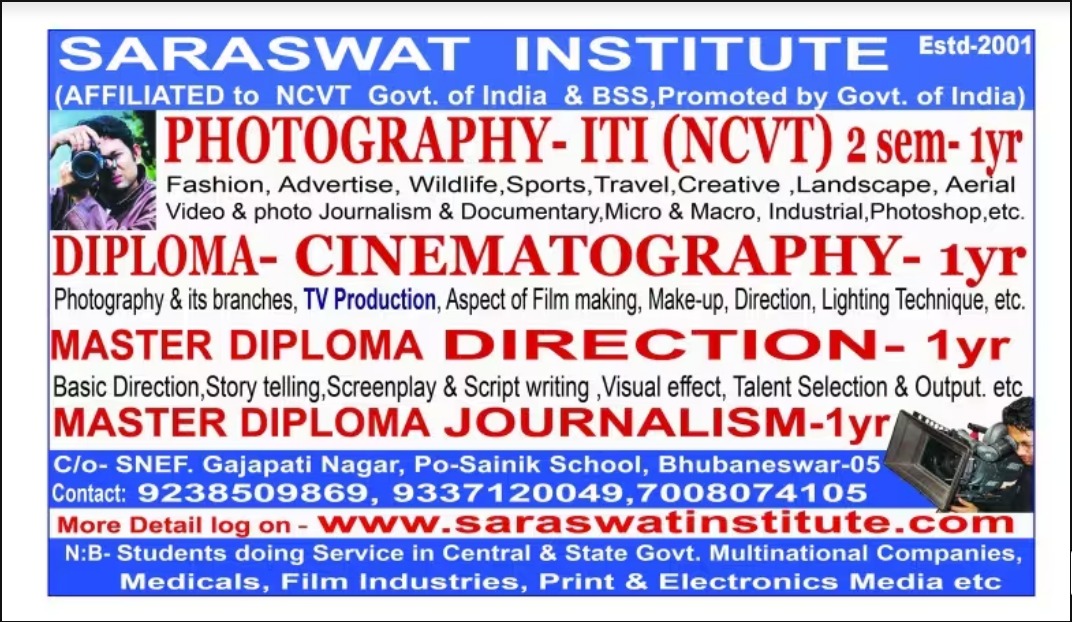 SARASWAT INSTITUTE Estd-2001
(AFFILIATED to NCVT Govt. of India & BSS,Promoted by Govt. of India)
PHOTOGRAPHY- ITI (NCVT) 2 sem- 1yr
Fashion, Advertise, Wildlife,Sports,Travel,Creative ,Landscape, Aerial
Video & photo Journalism & Documentary,Micro & Macro, Industrial,Photoshop,etc.
DIPLOMA- CINEMATOGRAPHY- 1yr
Photography & its branches, TV Production, Aspect of Film making, Make-up, Direction, Lighting Technique, etc.
MASTER DIPLOMA DIRECTION- 1yr
Basic Direction,Story telling,Screenplay & Script writing ,Visual effect, Talent Selection & Output. etc
MASTER DIPLOMA JOURNALISM-1yr
C/o- SNEF. Gajapati Nagar, Po-Sainik School, Bhubaneswar-05
Contact: 9238509869, 9337120049,7008074105
More Detail log on - www.saraswatinstitute.com
N:B- Students doing Service in Central & State Govt. Multinational Companies,
Medicals, Film Industries, Print & Electronics Media etc